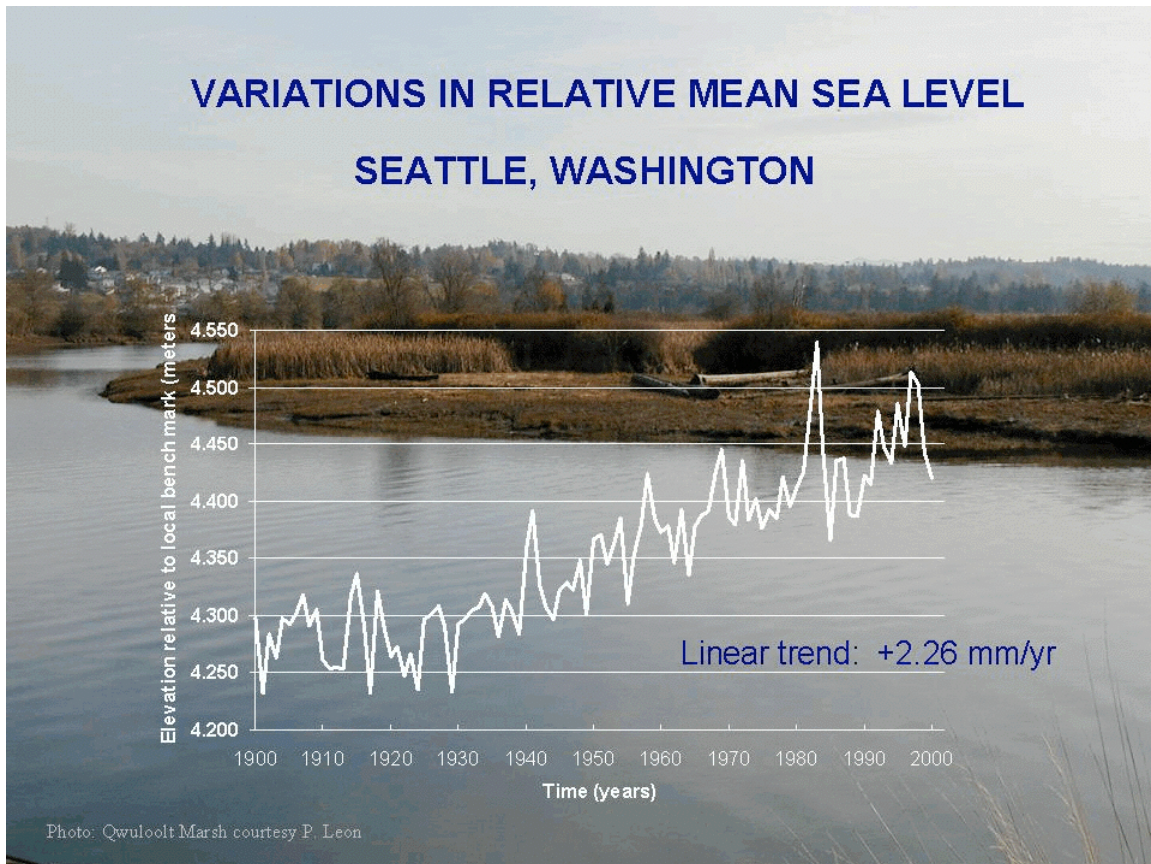 VARIATIONS IN RELATIVE MEAN SEA LEVEL
SEATTLE, WASHINGTON
Elevation relative to local bench mark (meters
4.550
4.500
4.450
4.400
4.350
4.300
4.250
4.200
Linear trend: +2.26 mm/yr
1900 1910 1920 1930 1940 1950 1960 1970 1980 1990 2000
Time (years)
Photo: Qwuloolt Marsh courtesy P. Leon